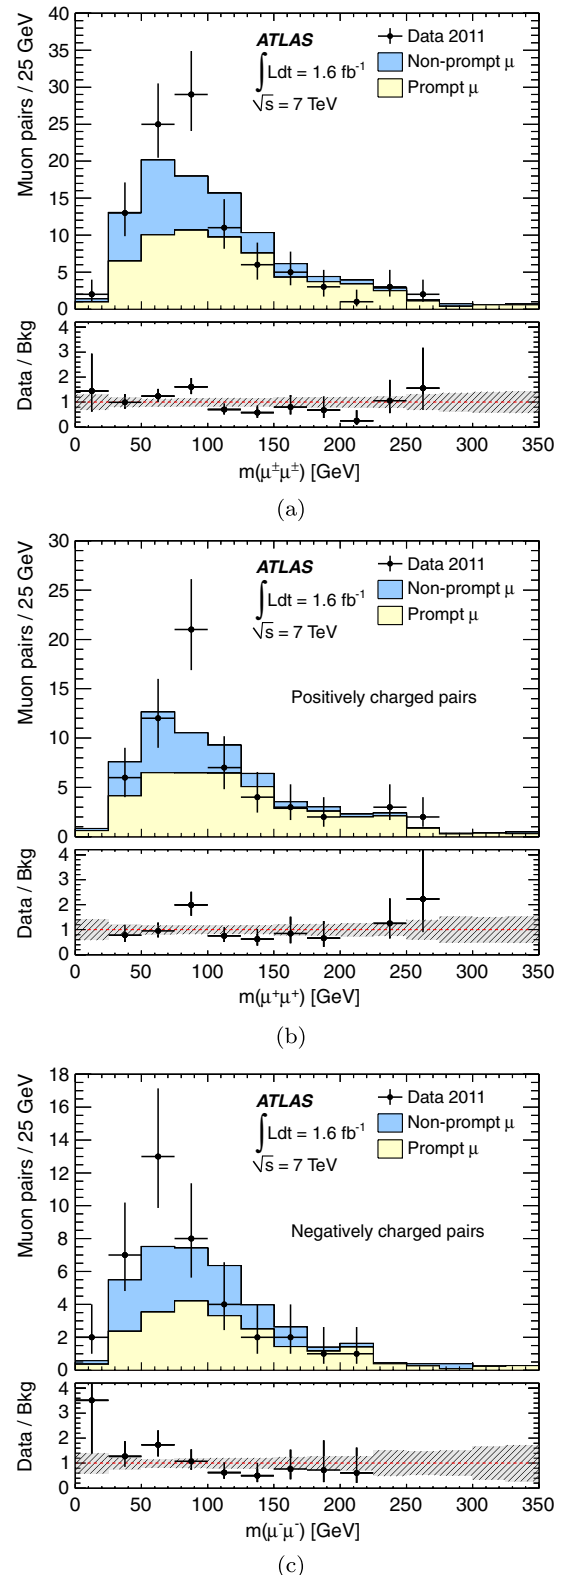 Muon pairs / 25 GeV
40
35
30
25
20
15
10
5
0
ATLAS
∫Ldt = 1.6 fb⁻¹
√s = 7 TeV
Data 2011
Non-prompt μ
Prompt μ
Data / Bkg
4
3
2
1
0
0 50 100 150 200 250 300 350
m(μ±μ±) [GeV]
(a)
Muon pairs / 25 GeV
30
25
20
15
10
5
0
ATLAS
∫Ldt = 1.6 fb⁻¹
√s = 7 TeV
Data 2011
Non-prompt μ
Prompt μ
Positively charged pairs
Data / Bkg
4
3
2
1
0
0 50 100 150 200 250 300 350
m(μ⁺μ⁺) [GeV]
(b)
Muon pairs / 25 GeV
18
16
14
12
10
8
6
4
2
0
ATLAS
∫Ldt = 1.6 fb⁻¹
√s = 7 TeV
Data 2011
Non-prompt μ
Prompt μ
Negatively charged pairs
Data / Bkg
4
3
2
1
0
0 50 100 150 200 250 300 350
m(μ⁻μ⁻) [GeV]
(c)